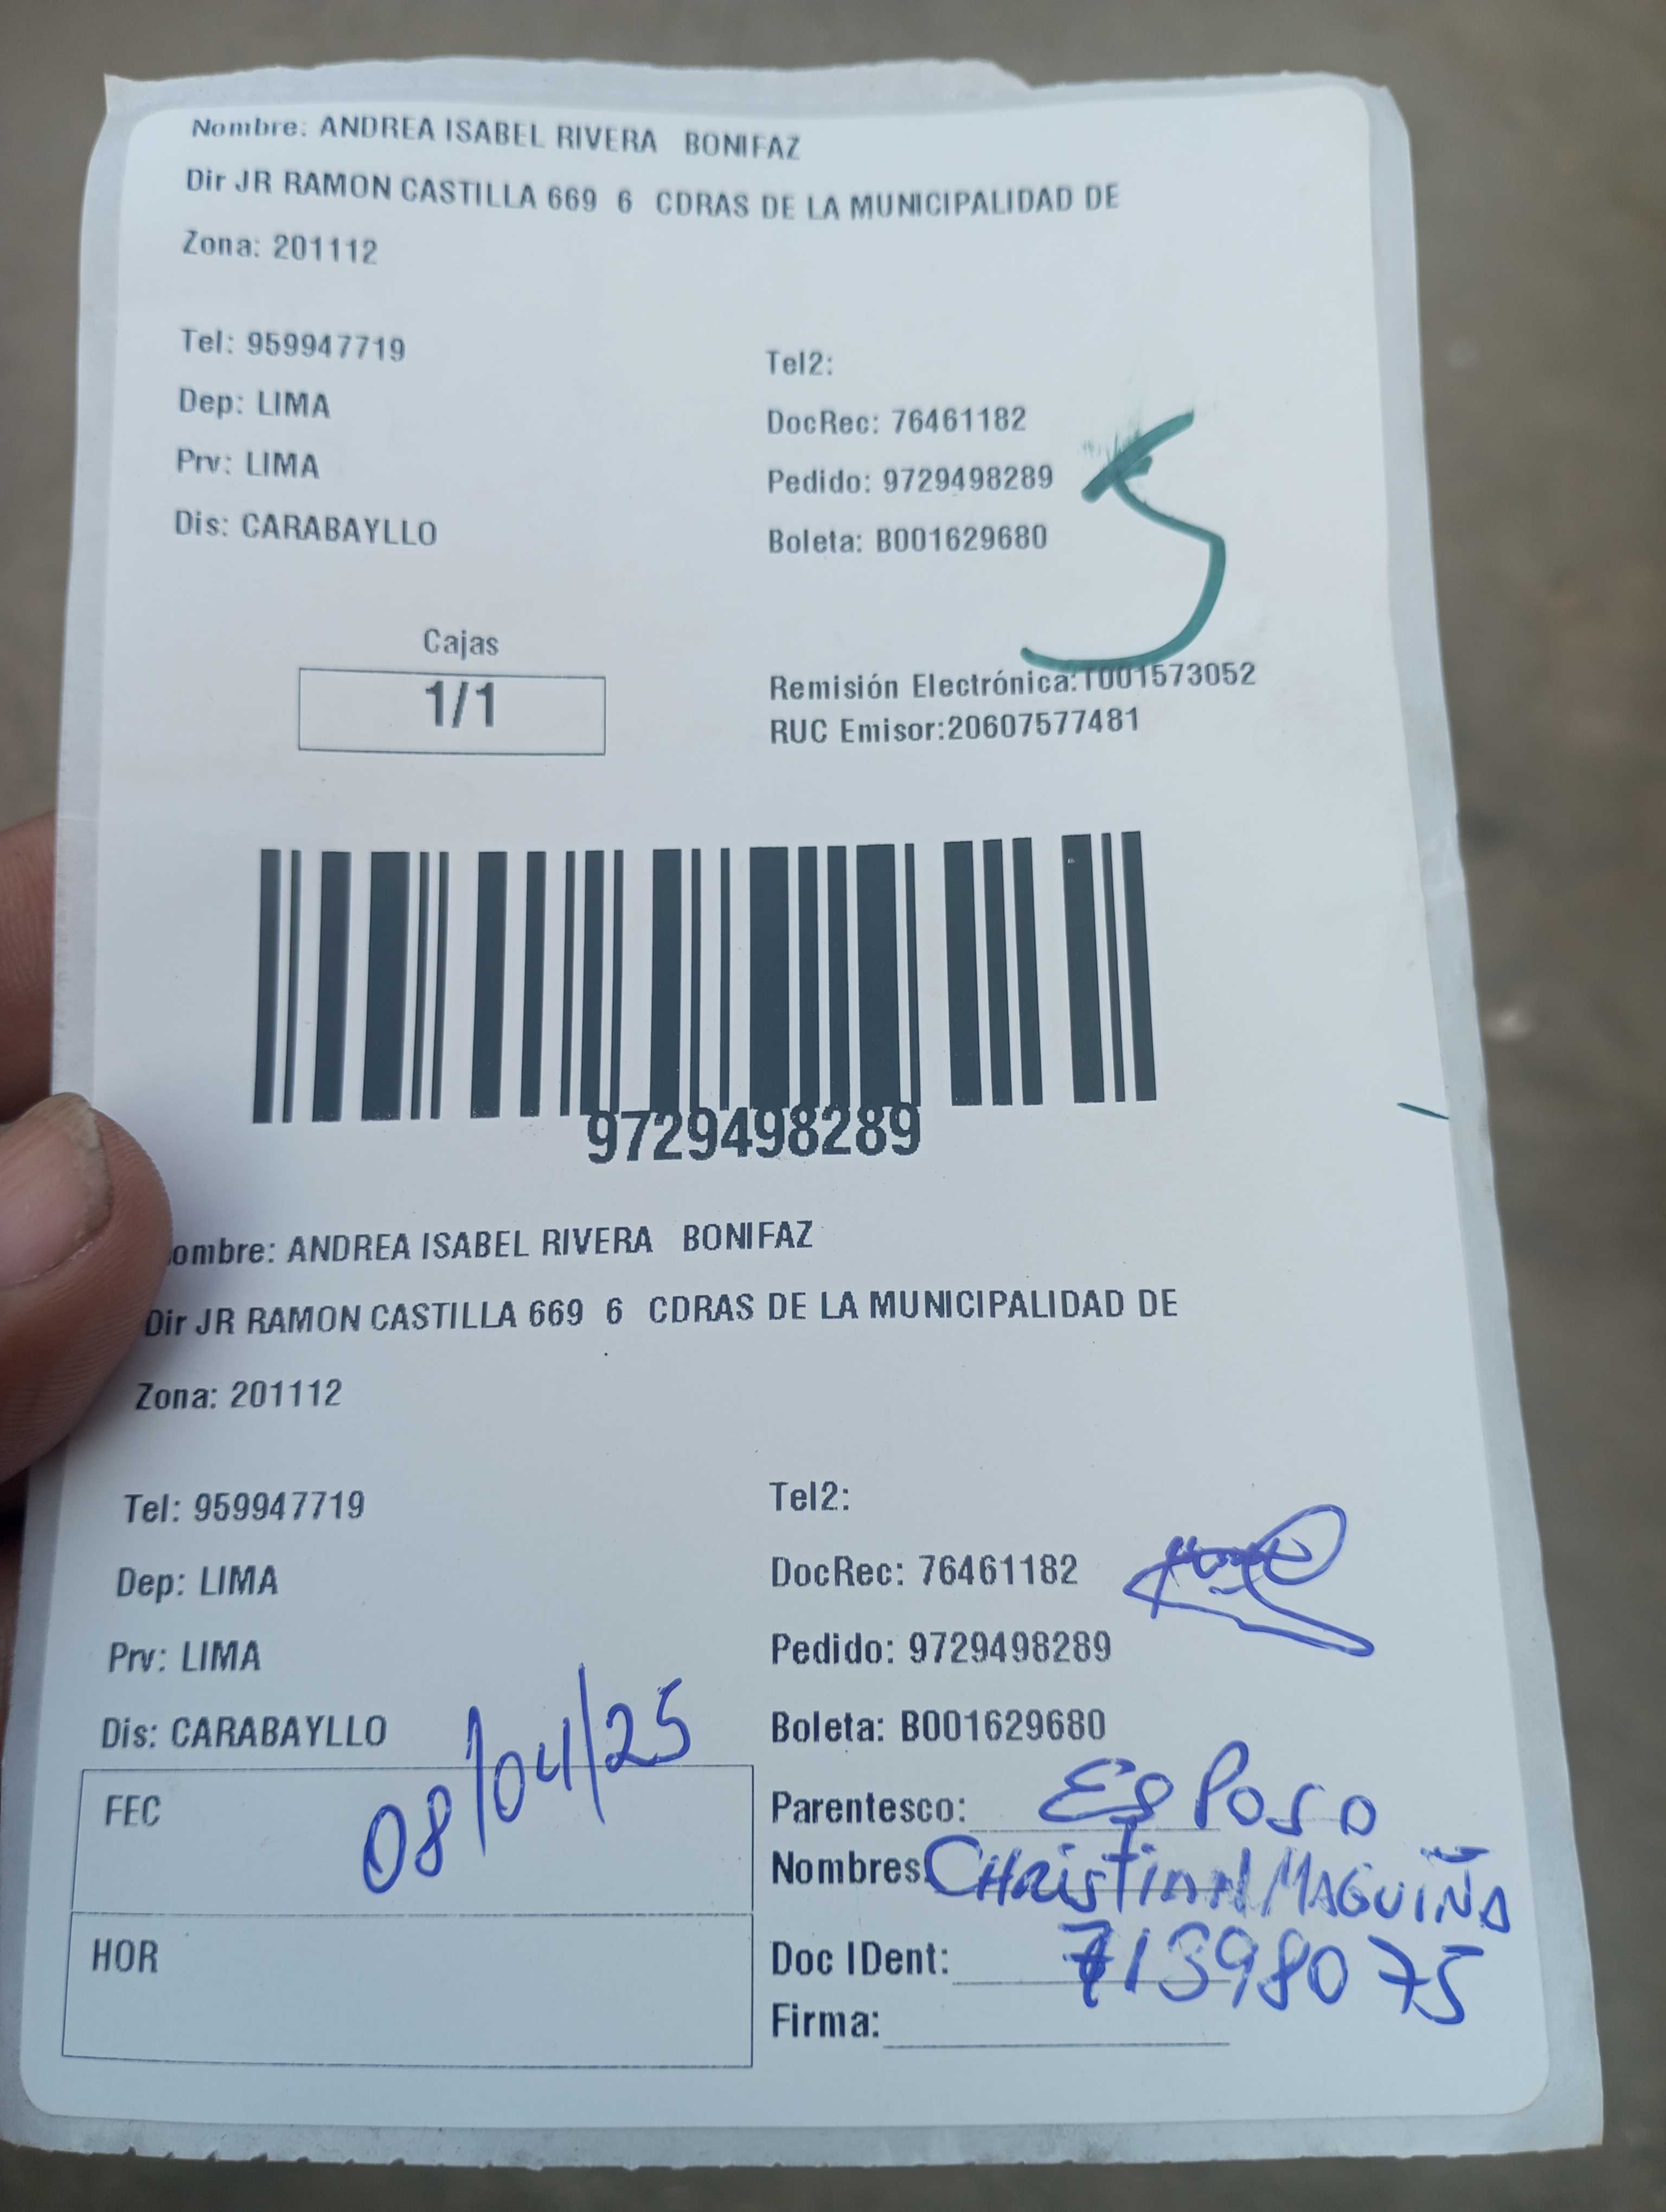 Nombre: ANDREA ISABEL RIVERA BONIFAZ
Dir JR RAMON CASTILLA 669 6 CDRAS DE LA MUNICIPALIDAD DE
Zona: 201112
Tel: 959947719
Tel2:
Dep: LIMA
DocRec: 76461182
Prv: LIMA
Pedido: 9729498289
Dis: CARABAYLLO
Boleta: B001629680
5
Cajas
1/1
Remisión Electrónica: T001573052
RUC Emisor:20607577481
9729498289
ombre: ANDREA ISABEL RIVERA BONIFAZ
Dir JR RAMON CASTILLA 669 6 CDRAS DE LA MUNICIPALIDAD DE
Zona: 201112
Tel: 959947719
Tel2:
Dep: LIMA
DocRec: 76461182
Prv: LIMA
Pedido: 9729498289
Dis: CARABAYLLO
Boleta: B001629680
FEC 08/04/25
Parentesco: Esposo
Nombres: CHRistiaN MAGUIÑA
HOR
Doc IDent: 71398075
Firma: